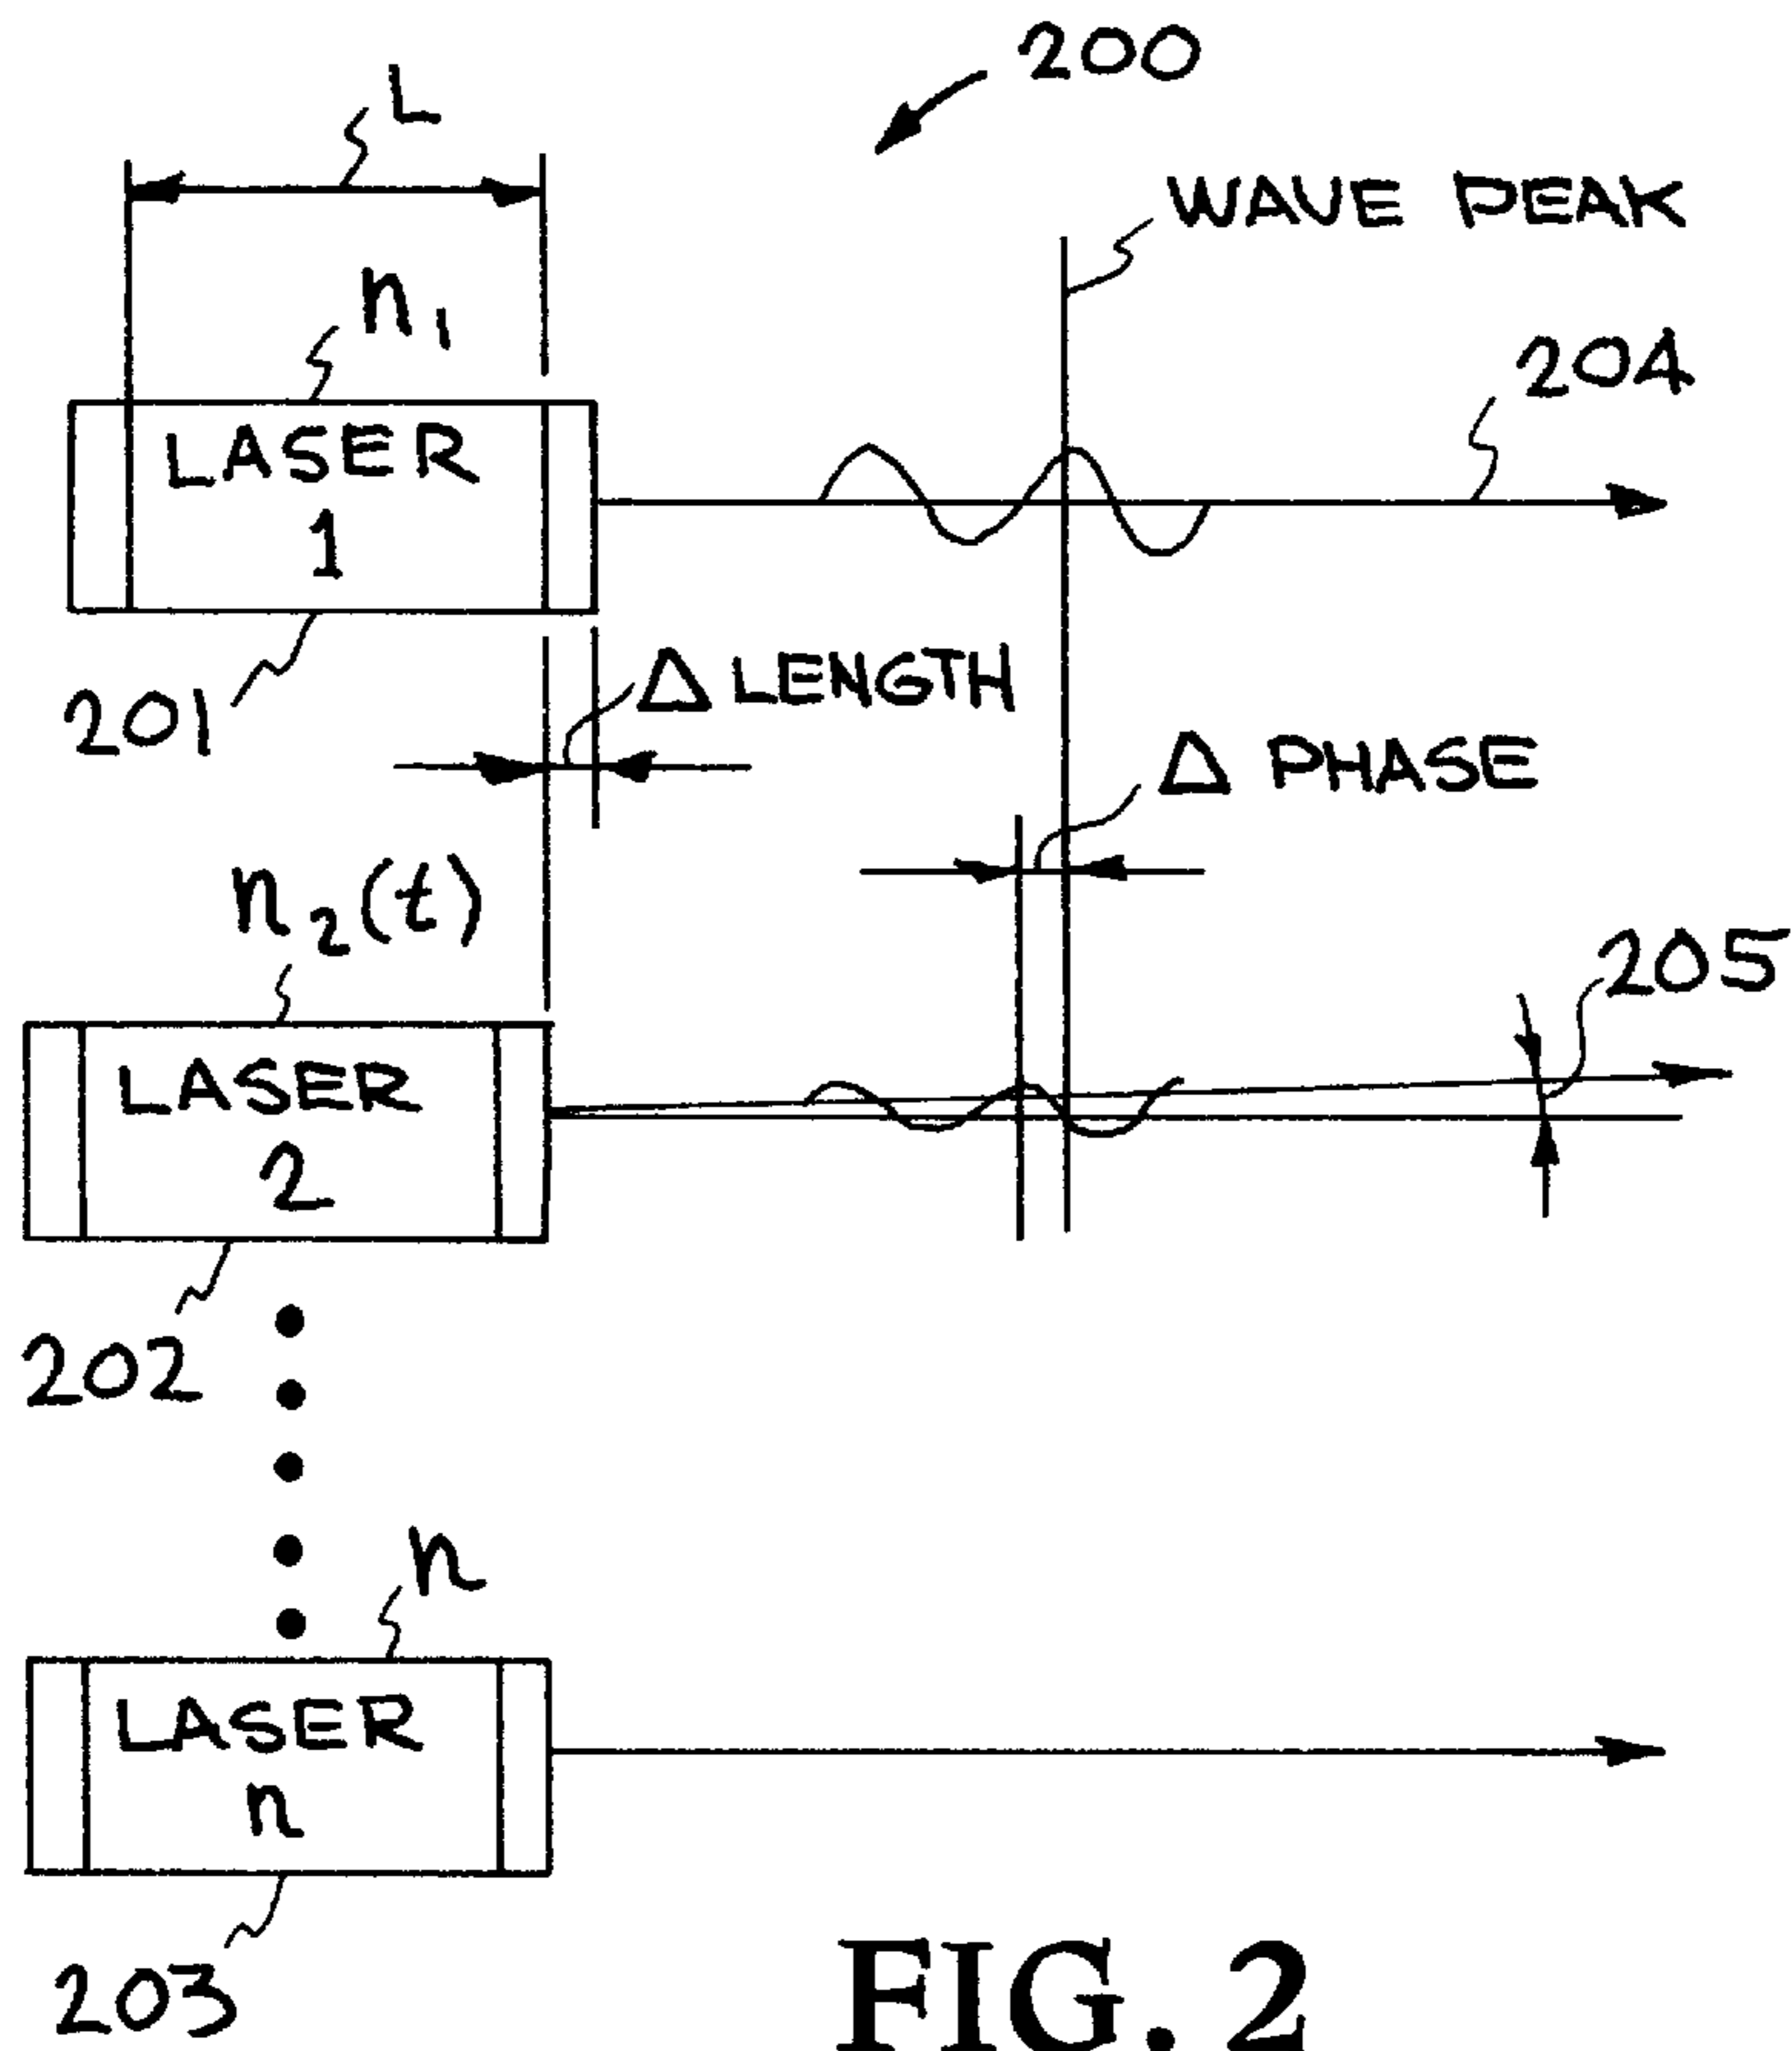 200
L
WAVE PEAK
n₁
204
LASER
1
201
Δ LENGTH
Δ PHASE
n₂(t)
205
LASER
2
202
n
LASER
n
203
FIG. 2